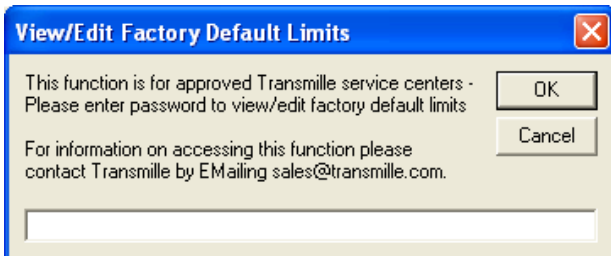 View/Edit Factory Default Limits
This function is for approved Transmille service centers -
Please enter password to view/edit factory default limits
For information on accessing this function please
contact Transmille by EMailing sales@transmille.com.
OK
Cancel